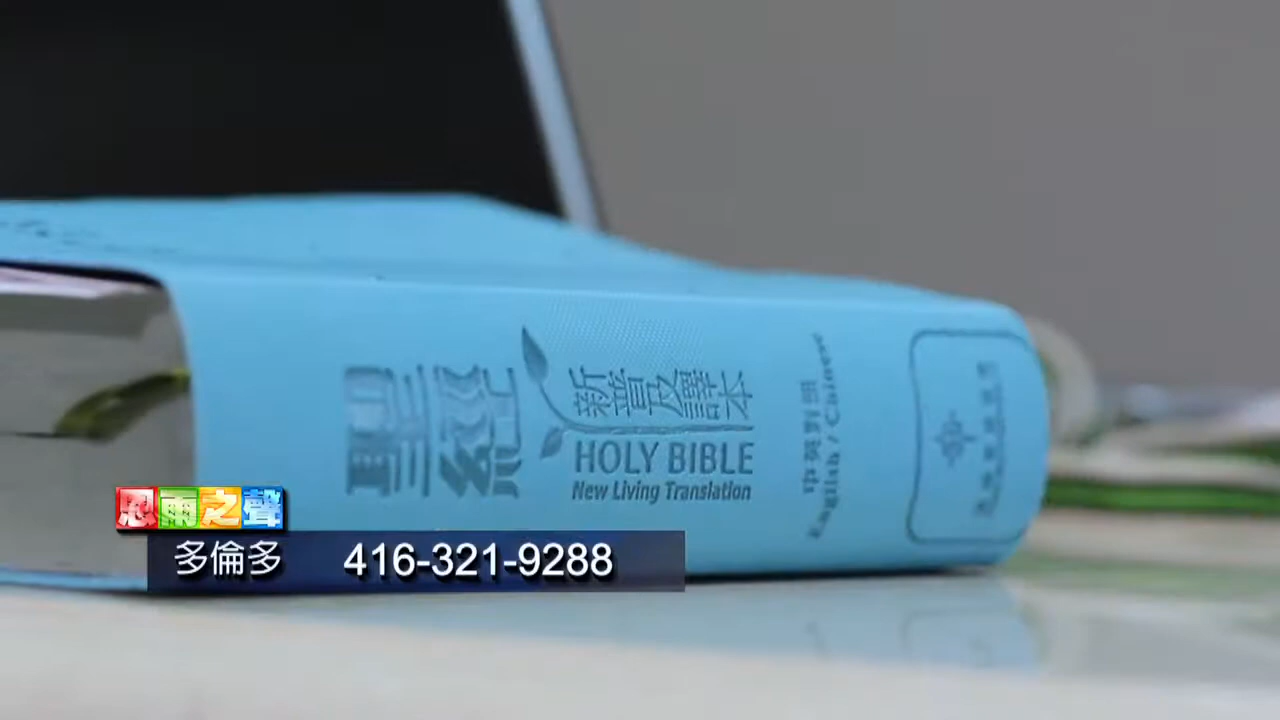 聖經
新普及譯本
HOLY BIBLE
New Living Translation
中英對照
English / Chinese
恩雨之聲
多倫多 416-321-9288